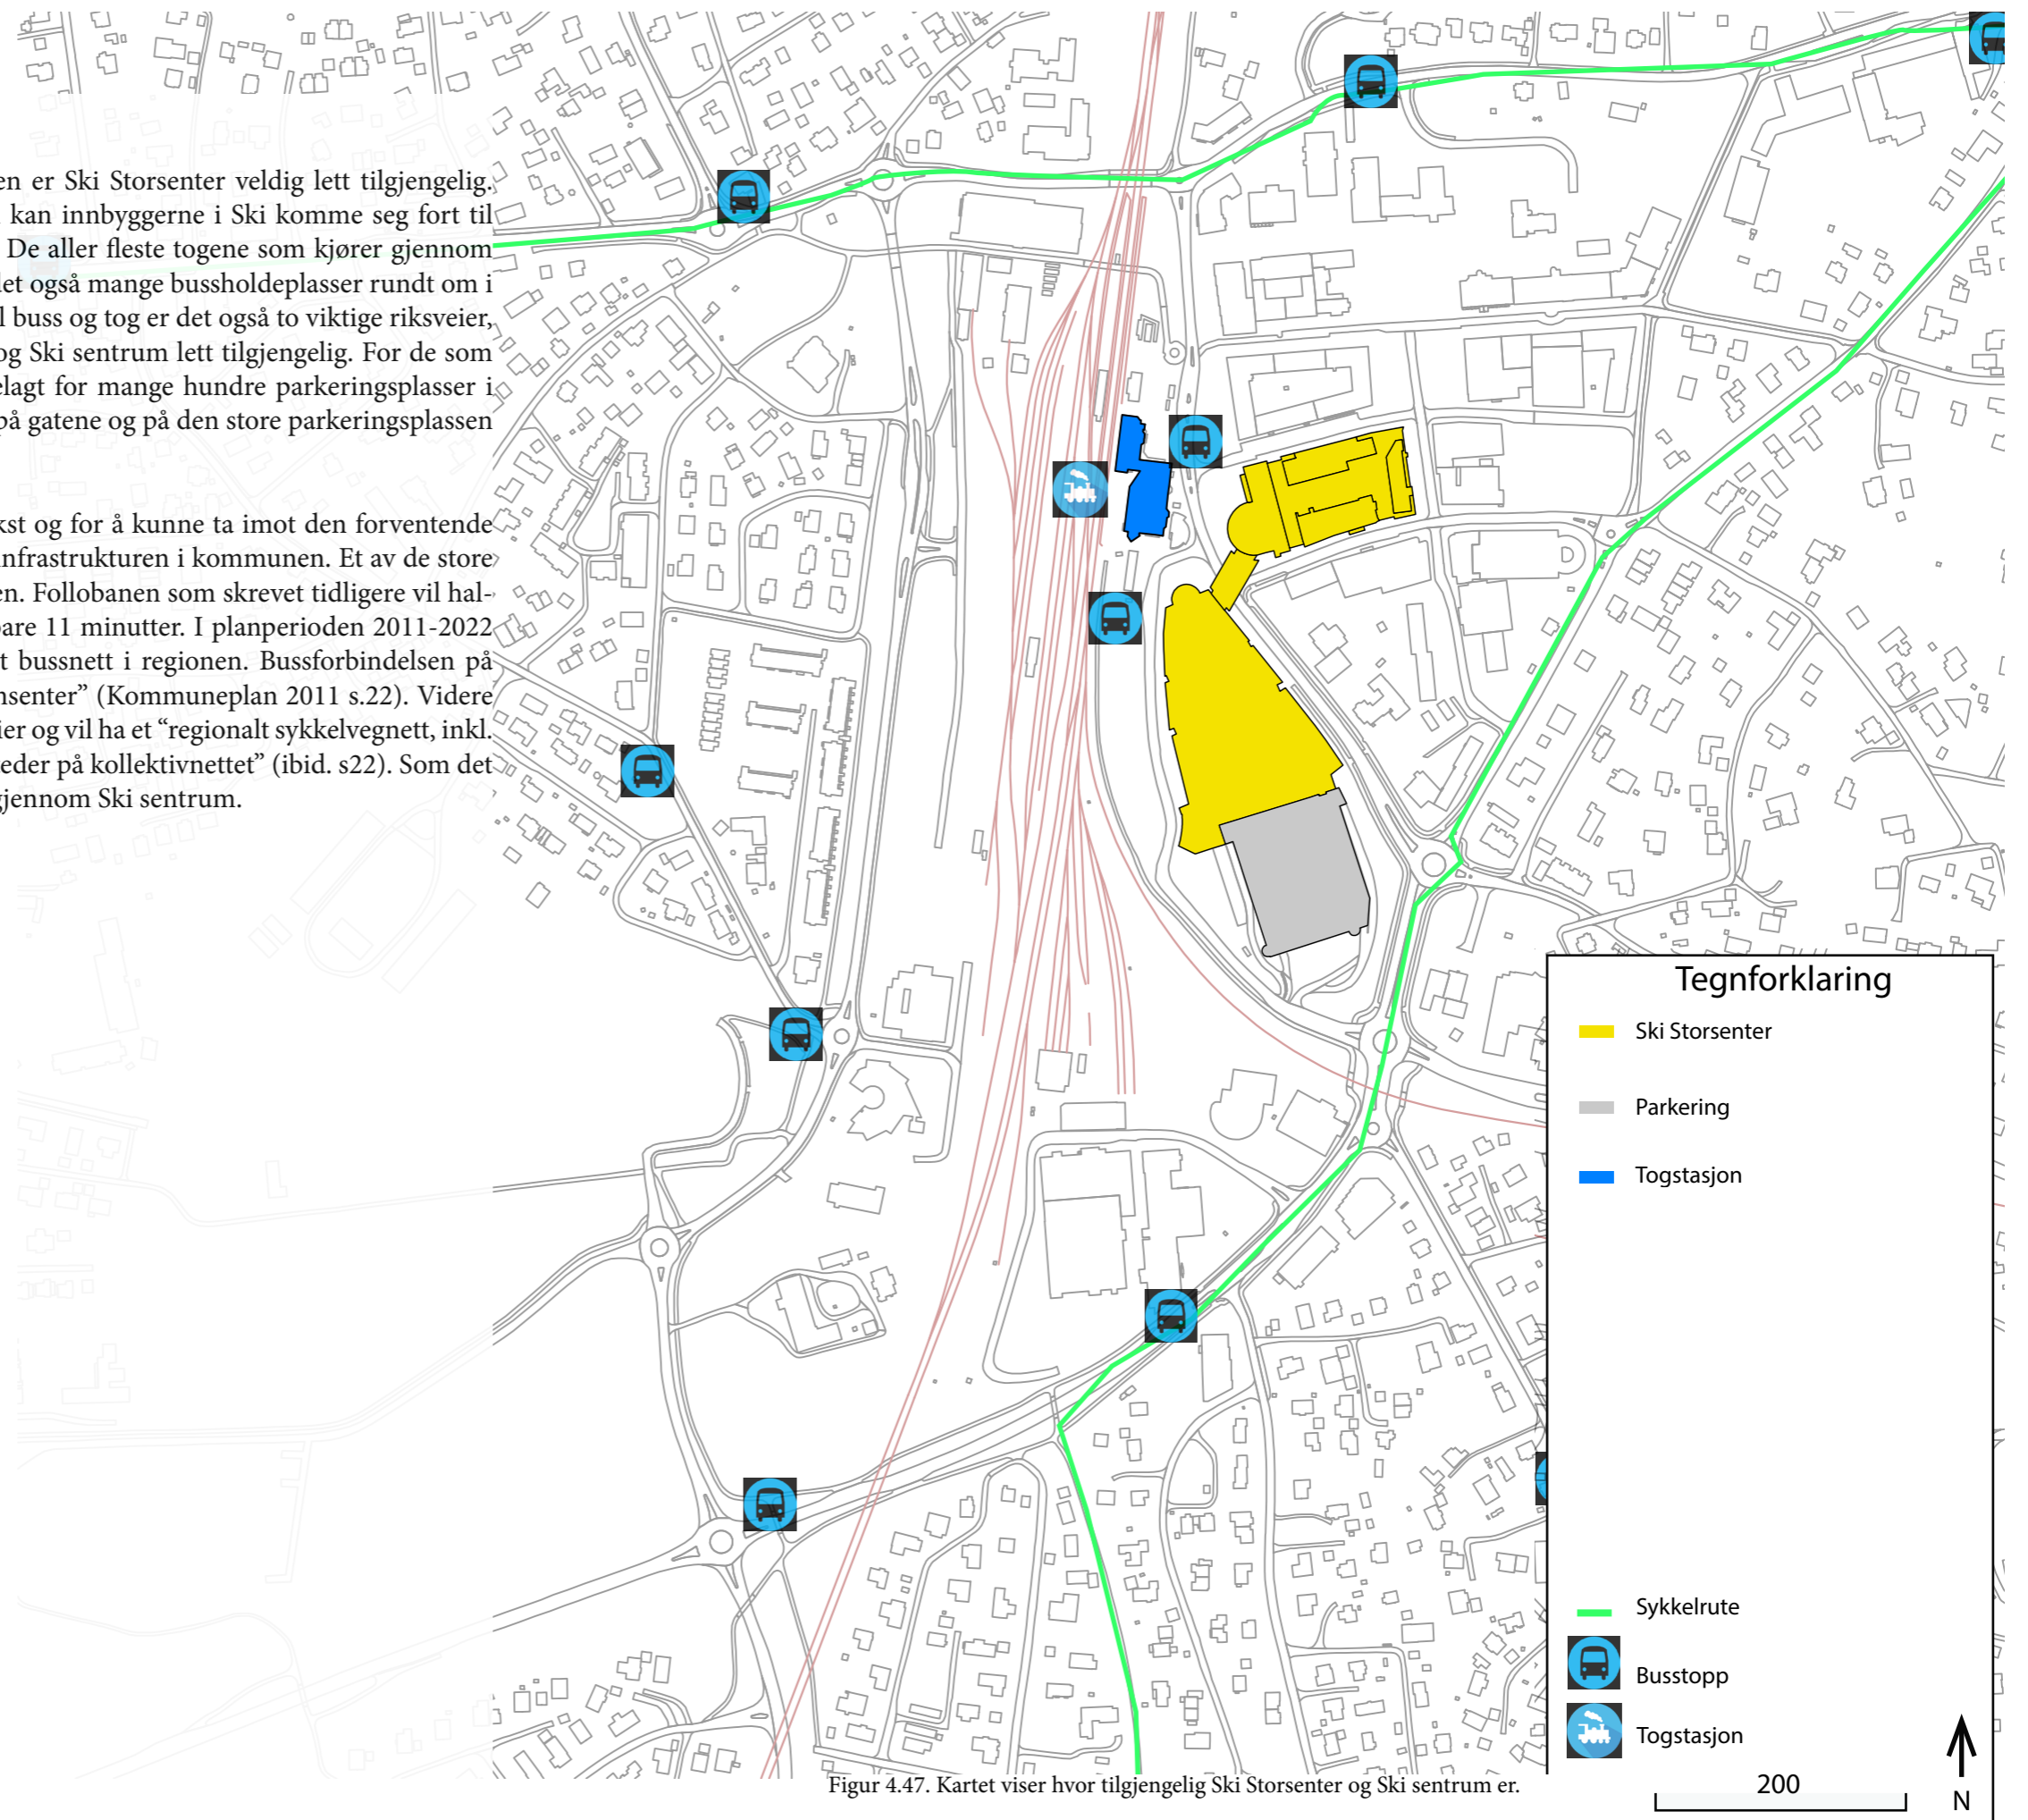 en er Ski Storsenter veldig lett tilgjengelig.
kan innbyggerne i Ski komme seg fort til
De aller fleste togene som kjører gjennom
det også mange bussholdeplasser rundt om i
l buss og tog er det også to viktige riksveier,
og Ski sentrum lett tilgjengelig. For de som
elagt for mange hundre parkeringsplasser i
på gatene og på den store parkeringsplassen
kst og for å kunne ta imot den forventende
infrastrukturen i kommunen. Et av de store
en. Follobanen som skrevet tidligere vil hal-
bare 11 minutter. I planperioden 2011-2022
t bussnett i regionen. Bussforbindelsen på
nsenter” (Kommuneplan 2011 s.22). Videre
ier og vil ha et “regionalt sykkelvegnett, inkl.
eder på kollektivnettet” (ibid. s22). Som det
gjennom Ski sentrum.
Tegnforklaring
Ski Storsenter
Parkering
Togstasjon
Sykkelrute
Busstopp
Togstasjon
200
N
Figur 4.47. Kartet viser hvor tilgjengelig Ski Storsenter og Ski sentrum er.